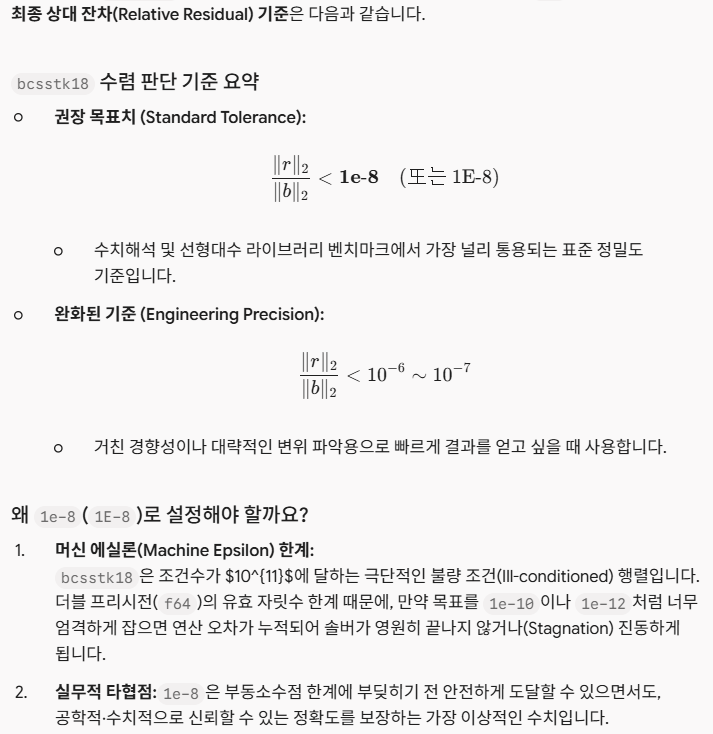 최종 상대 잔차(Relative Residual) 기준은 다음과 같습니다.
bcsstk18 수렴 판단 기준 요약
권장 목표치 (Standard Tolerance):
‖r‖₂ / ‖b‖₂ < 1e-8 (또는 1E-8)
수치해석 및 선형대수 라이브러리 벤치마크에서 가장 널리 통용되는 표준 정밀도
기준입니다.
완화된 기준 (Engineering Precision):
‖r‖₂ / ‖b‖₂ < 10⁻⁶ ~ 10⁻⁷
거친 경향성이나 대략적인 변위 파악용으로 빠르게 결과를 얻고 싶을 때 사용합니다.
왜 1e-8 ( 1E-8 )로 설정해야 할까요?
1. 머신 에실론(Machine Epsilon) 한계:
bcsstk18 은 조건수가 $10^{11}$에 달하는 극단적인 불량 조건(Ill-conditioned) 행렬입니다.
더블 프리시전( f64 )의 유효 자릿수 한계 때문에, 만약 목표를 1e-10 이나 1e-12 처럼 너무
엄격하게 잡으면 연산 오차가 누적되어 솔버가 영원히 끝나지 않거나(Stagnation) 진동하게
됩니다.
2. 실무적 타협점: 1e-8 은 부동소수점 한계에 부딪히기 전 안전하게 도달할 수 있으면서도,
공학적·수치적으로 신뢰할 수 있는 정확도를 보장하는 가장 이상적인 수치입니다.